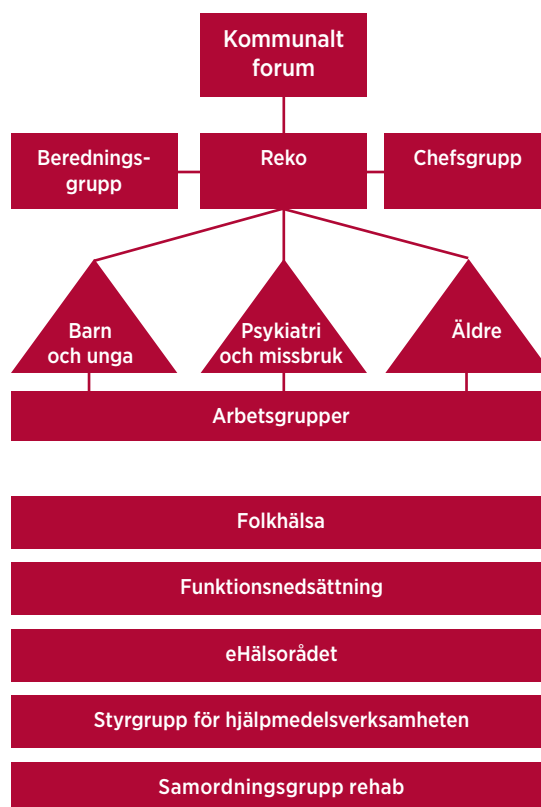 Kommunalt
forum
Berednings-
grupp
Reko
Chefsgrupp
Barn
och unga
Psykiatri
och missbruk
Äldre
Arbetsgrupper
Folkhälsa
Funktionsnedsättning
eHälsorådet
Styrgrupp för hjälpmedelsverksamheten
Samordningsgrupp rehab